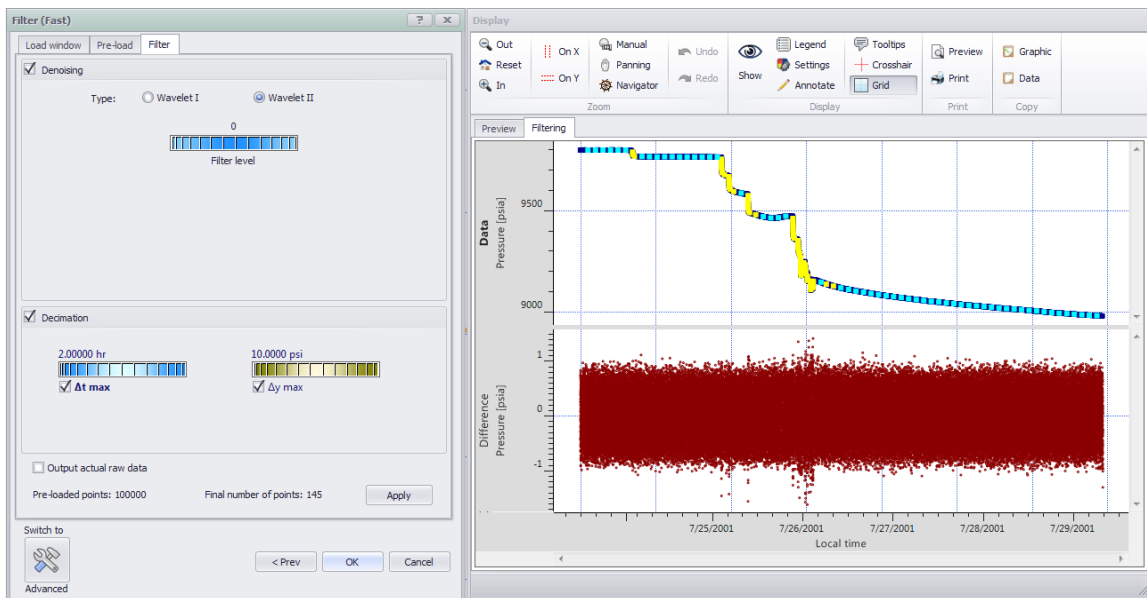 Filter (Fast)
Load window Pre-load Filter
Denoising
Type: Wavelet I Wavelet II
0
Filter level
Decimation
2.00000 hr 10.0000 psi
Δt max Δy max
Output actual raw data
Pre-loaded points: 100000 Final number of points: 145 Apply
Switch to
Advanced
< Prev OK Cancel
Display
Out On X Manual Undo Show Legend Tooltips Preview Graphic
Reset Panning Settings Crosshair
In On Y Navigator Redo Annotate Grid Print Data
Zoom Display Print Copy
Preview Filtering
Data
Pressure [psia]
9500
9000
Difference
Pressure [psia]
1
0
-1
7/25/2001 7/26/2001 7/27/2001 7/28/2001 7/29/2001
Local time